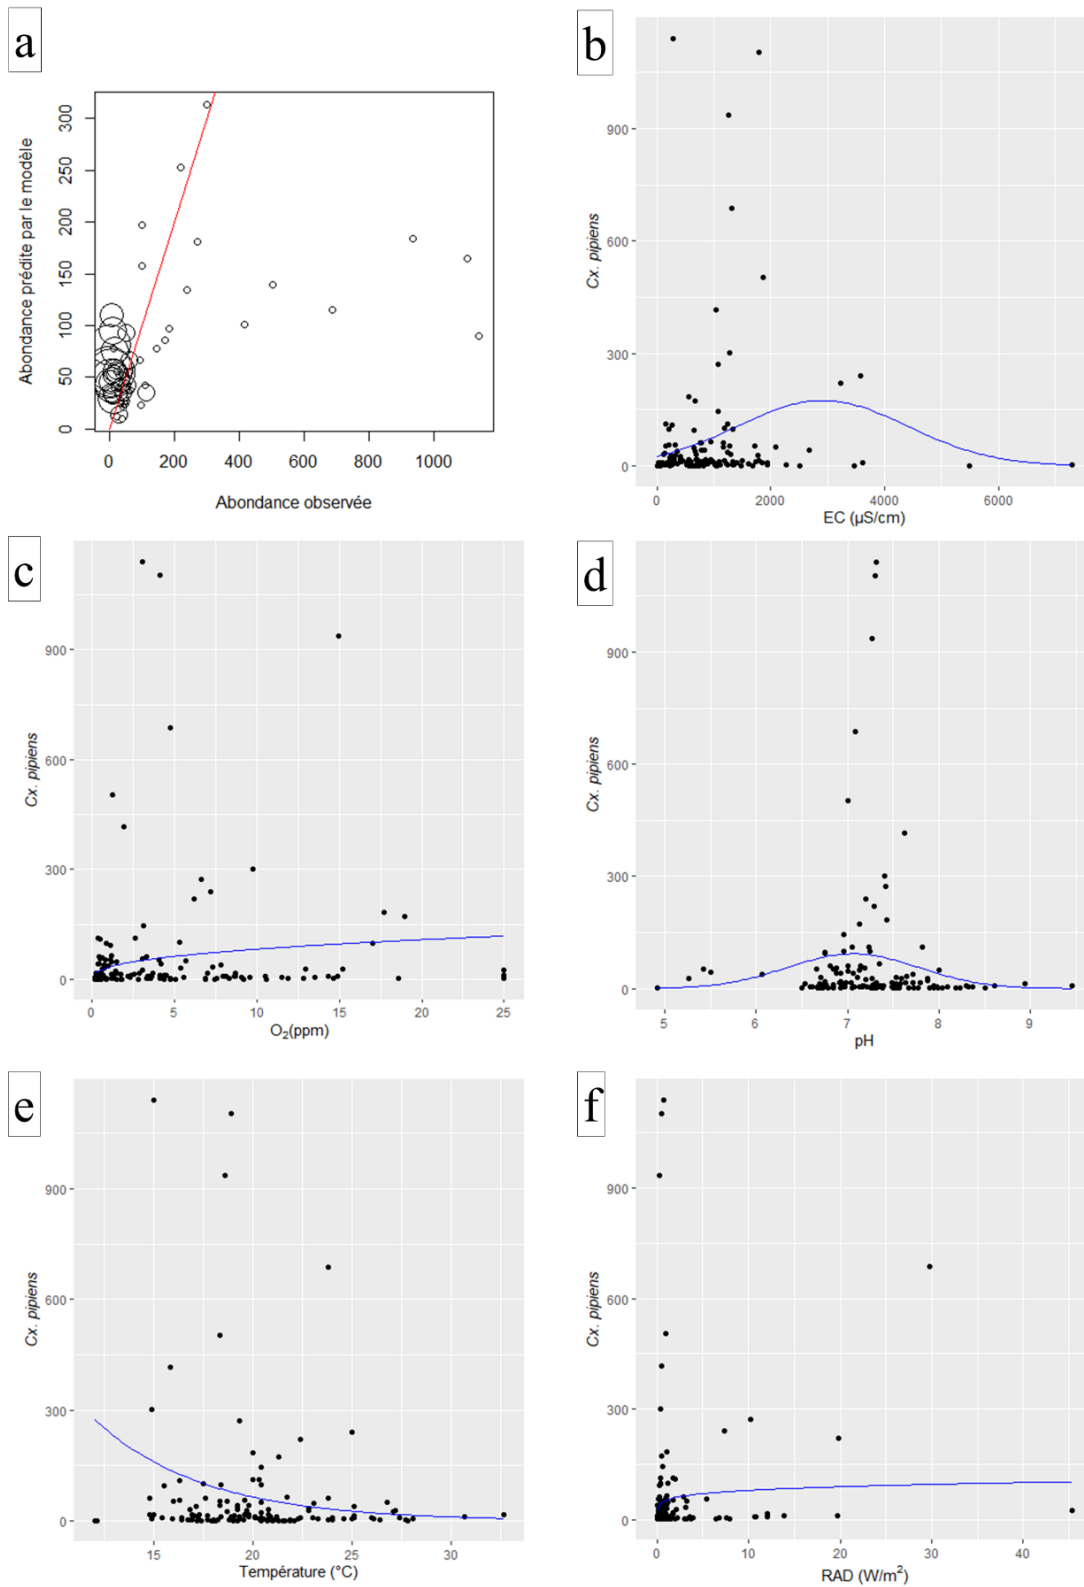 a
Abondance prédite par le modèle
300
250
200
150
100
50
0
0 200 400 600 800 1000
Abondance observée
b
Cx. pipiens
900
600
300
0
0 2000 4000 6000
EC (µS/cm)
c
Cx. pipiens
900
600
300
0
0 5 10 15 20 25
O₂(ppm)
d
Cx. pipiens
900
600
300
0
5 6 7 8 9
pH
e
Cx. pipiens
900
600
300
0
15 20 25 30
Température (°C)
f
Cx. pipiens
900
600
300
0
0 10 20 30 40
RAD (W/m²)